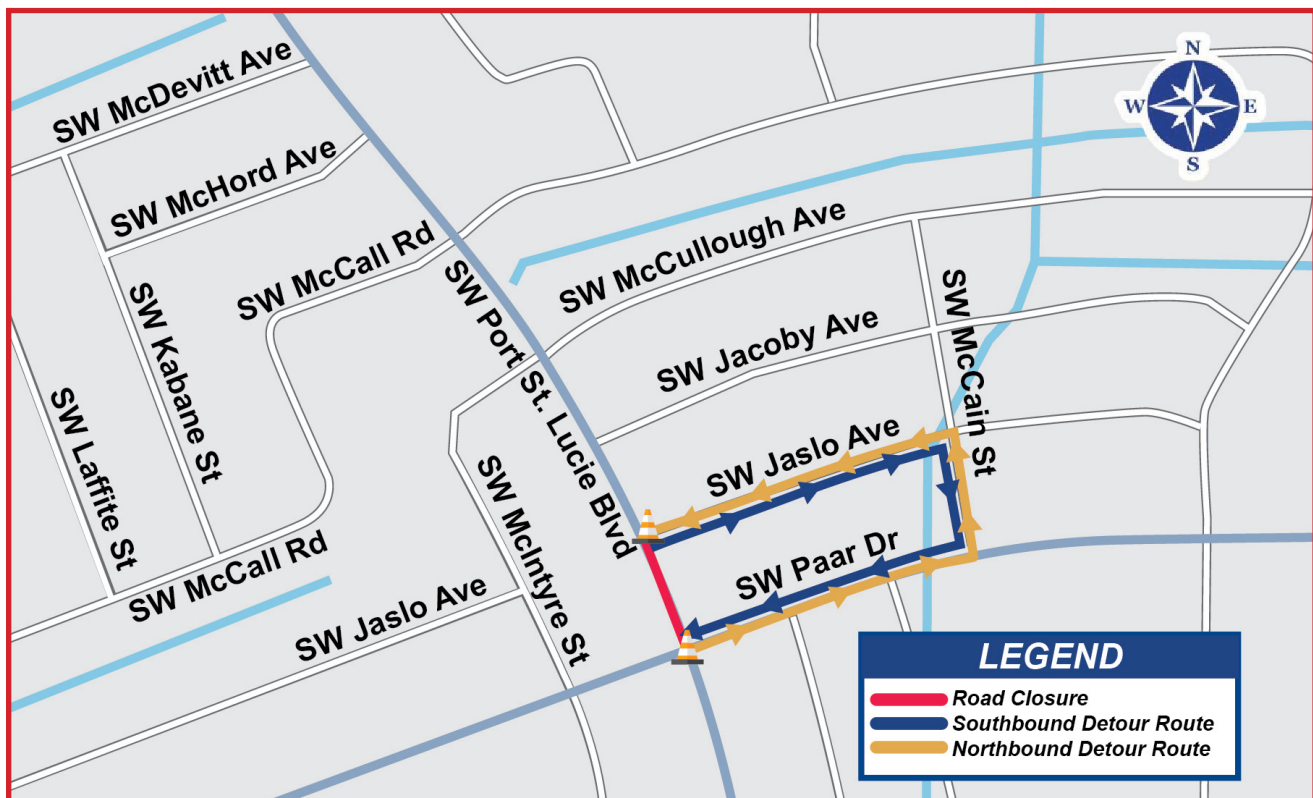 SW McDevitt Ave
N
W
E
S
SW McHord Ave
SW McCall Rd
SW McCullough Ave
SW Port St. Lucie Blvd
SW Kabane St
SW Jacoby Ave
SW McCain St
SW Laffite St
SW Jaslo Ave
SW McIntyre St
SW Paar Dr
SW McCall Rd
SW Jaslo Ave
LEGEND
Road Closure
Southbound Detour Route
Northbound Detour Route